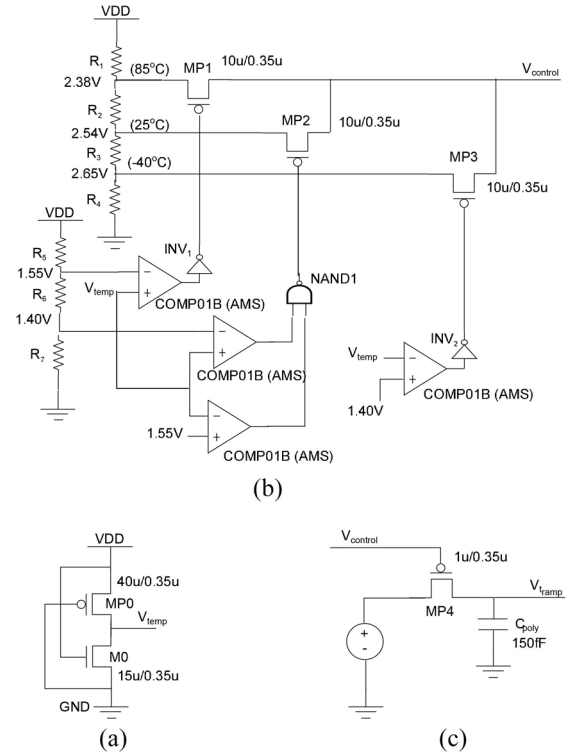 VDD
R1
(85°C)
MP1
10u/0.35u
Vcontrol
2.38V
R2
(25°C)
MP2
10u/0.35u
2.54V
R3
(-40°C)
MP3
2.65V
10u/0.35u
R4
VDD
R5
INV1
1.55V
−
+
Vtemp
NAND1
R6
COMP01B (AMS)
1.40V
−
+
INV2
R7
Vtemp
−
+
COMP01B (AMS)
COMP01B (AMS)
1.40V
−
+
1.55V
COMP01B (AMS)
(b)
VDD
40u/0.35u
MP0
Vtemp
M0
15u/0.35u
GND
(a)
Vcontrol
1u/0.35u
Vtramp
MP4
+
-
Cpoly
150fF
(c)